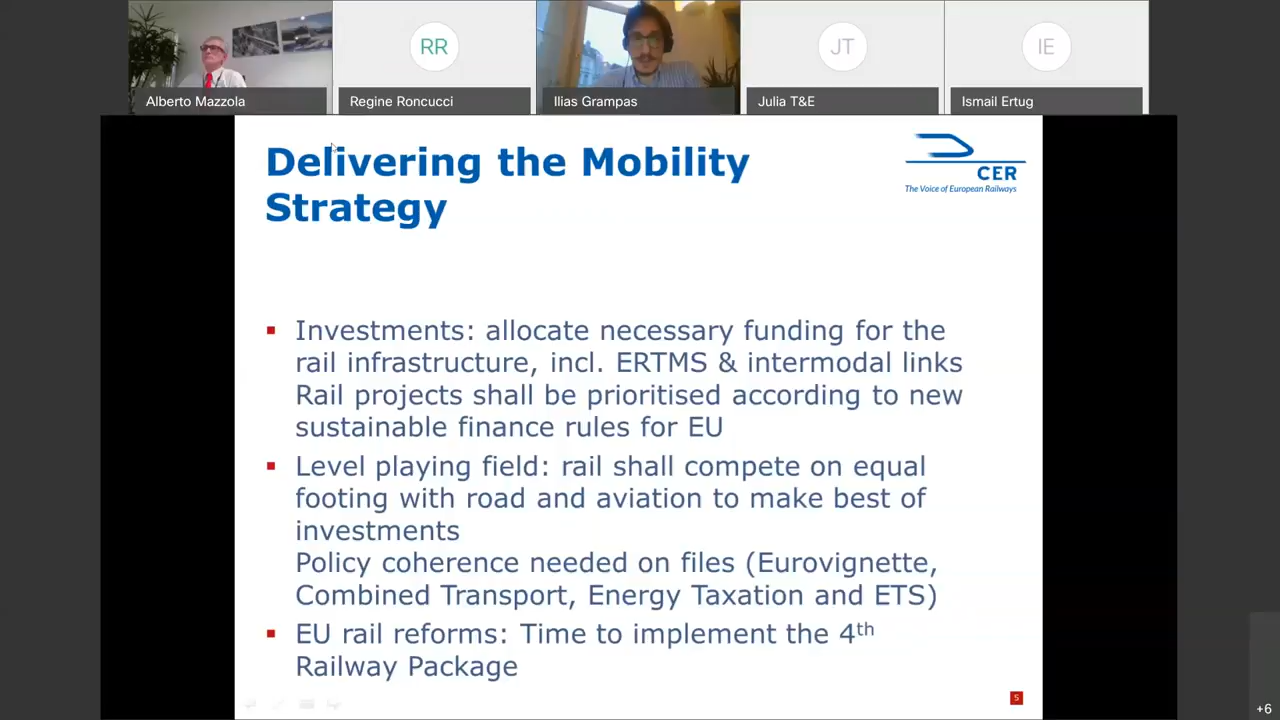 RR
JT
IE
Alberto Mazzola
Regine Roncucci
Ilias Grampas
Julia T&E
Ismail Ertug
Delivering the Mobility
Strategy
CER
The Voice of European Railways
Investments: allocate necessary funding for the
rail infrastructure, incl. ERTMS & intermodal links
Rail projects shall be prioritised according to new
sustainable finance rules for EU
Level playing field: rail shall compete on equal
footing with road and aviation to make best of
investments
Policy coherence needed on files (Eurovignette,
Combined Transport, Energy Taxation and ETS)
EU rail reforms: Time to implement the 4th
Railway Package
5
+6